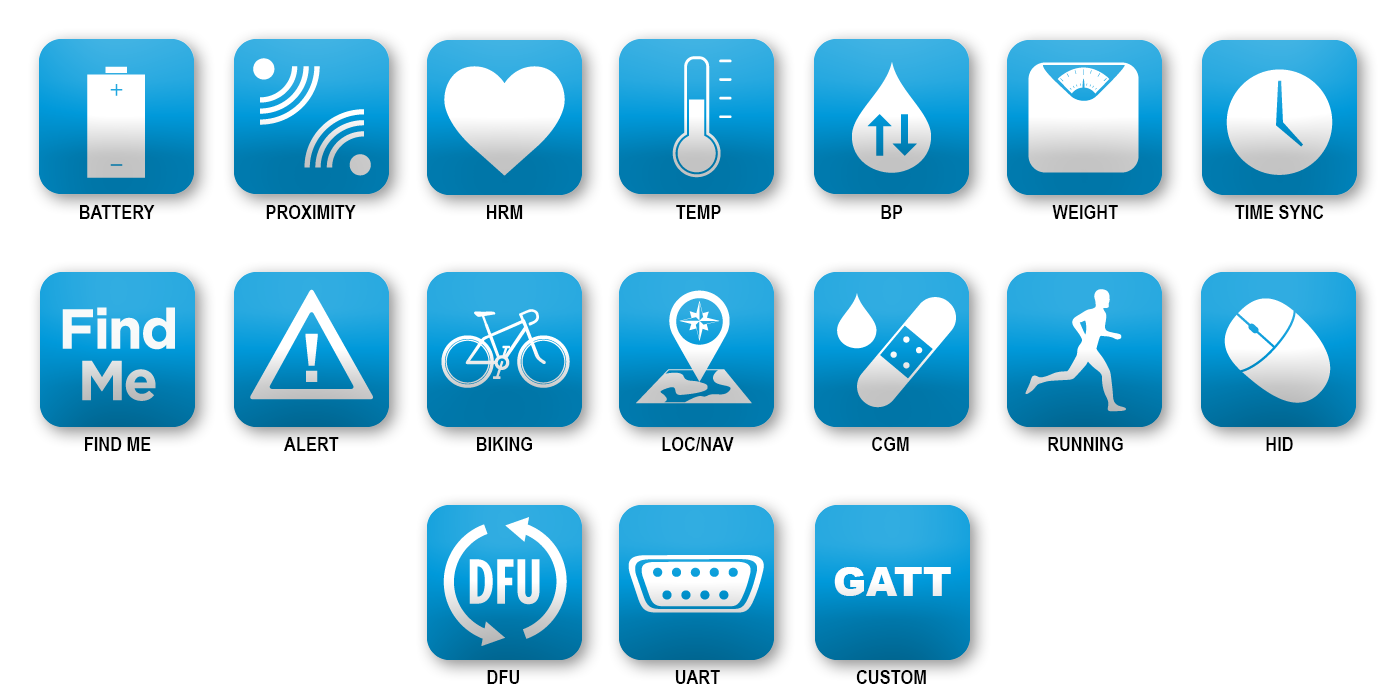 BATTERY
PROXIMITY
HRM
TEMP
BP
WEIGHT
TIME SYNC
Find
Me
FIND ME
!
ALERT
BIKING
LOC/NAV
CGM
RUNNING
HID
DFU
DFU
UART
GATT
CUSTOM